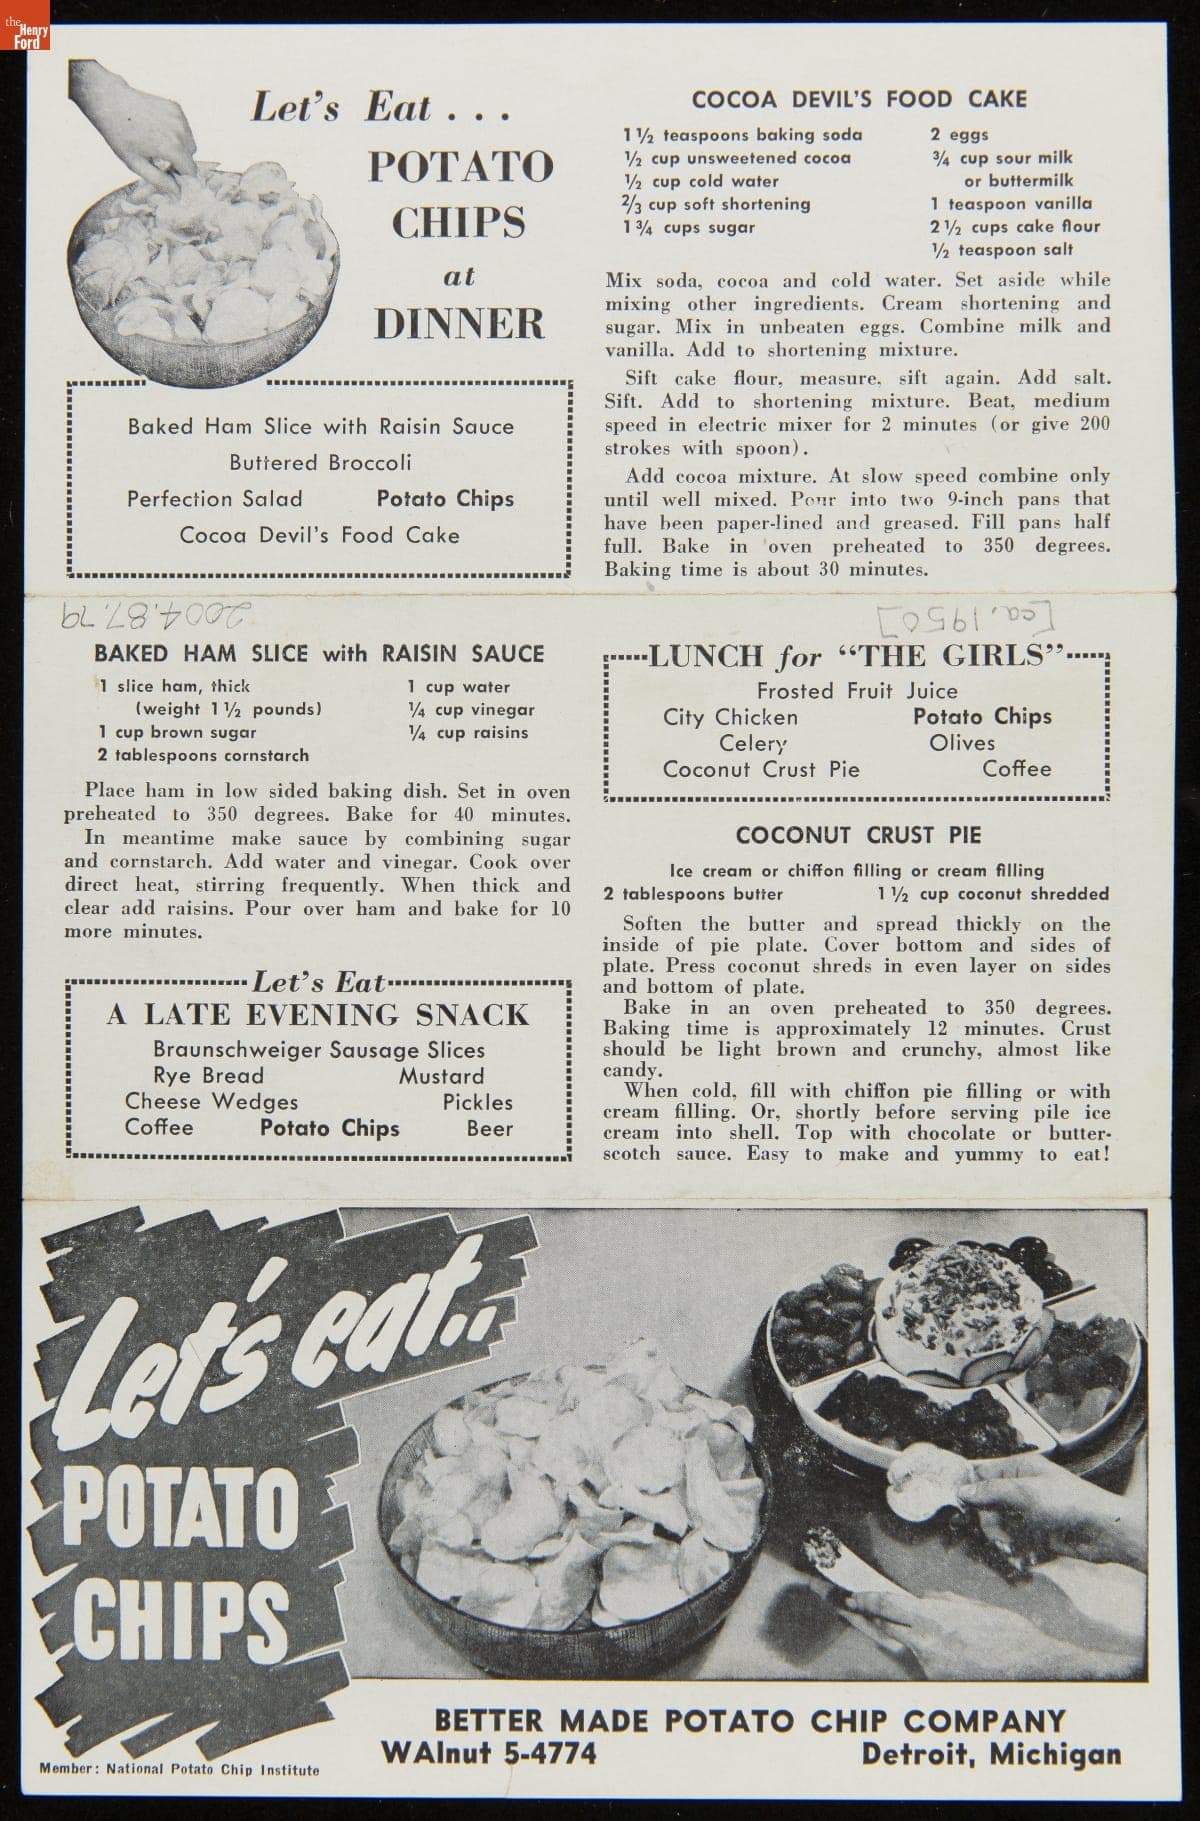 the
Henry
Ford
Let's Eat . . .
POTATO
CHIPS
at
DINNER
Baked Ham Slice with Raisin Sauce
Buttered Broccoli
Perfection Salad Potato Chips
Cocoa Devil's Food Cake
COCOA DEVIL'S FOOD CAKE
1 ½ teaspoons baking soda
½ cup unsweetened cocoa
½ cup cold water
⅔ cup soft shortening
1 ¾ cups sugar
2 eggs
¾ cup sour milk
or buttermilk
1 teaspoon vanilla
2 ½ cups cake flour
½ teaspoon salt
Mix soda, cocoa and cold water. Set aside while
mixing other ingredients. Cream shortening and
sugar. Mix in unbeaten eggs. Combine milk and
vanilla. Add to shortening mixture.
Sift cake flour, measure, sift again. Add salt.
Sift. Add to shortening mixture. Beat, medium
speed in electric mixer for 2 minutes (or give 200
strokes with spoon).
Add cocoa mixture. At slow speed combine only
until well mixed. Pour into two 9-inch pans that
have been paper-lined and greased. Fill pans half
full. Bake in oven preheated to 350 degrees.
Baking time is about 30 minutes.
2004.87.79
[ca. 1950]
BAKED HAM SLICE with RAISIN SAUCE
1 slice ham, thick
(weight 1 ½ pounds)
1 cup brown sugar
2 tablespoons cornstarch
1 cup water
¼ cup vinegar
¼ cup raisins
Place ham in low sided baking dish. Set in oven
preheated to 350 degrees. Bake for 40 minutes.
In meantime make sauce by combining sugar
and cornstarch. Add water and vinegar. Cook over
direct heat, stirring frequently. When thick and
clear add raisins. Pour over ham and bake for 10
more minutes.
Let's Eat
A LATE EVENING SNACK
Braunschweiger Sausage Slices
Rye Bread Mustard
Cheese Wedges Pickles
Coffee Potato Chips Beer
LUNCH for "THE GIRLS"
Frosted Fruit Juice
City Chicken Potato Chips
Celery Olives
Coconut Crust Pie Coffee
COCONUT CRUST PIE
Ice cream or chiffon filling or cream filling
2 tablespoons butter 1 ½ cup coconut shredded
Soften the butter and spread thickly on the
inside of pie plate. Cover bottom and sides of
plate. Press coconut shreds in even layer on sides
and bottom of plate.
Bake in an oven preheated to 350 degrees.
Baking time is approximately 12 minutes. Crust
should be light brown and crunchy, almost like
candy.
When cold, fill with chiffon pie filling or with
cream filling. Or, shortly before serving pile ice
cream into shell. Top with chocolate or butter-
scotch sauce. Easy to make and yummy to eat!
Let's eat..
POTATO
CHIPS
Member: National Potato Chip Institute
BETTER MADE POTATO CHIP COMPANY
WAlnut 5-4774 Detroit, Michigan